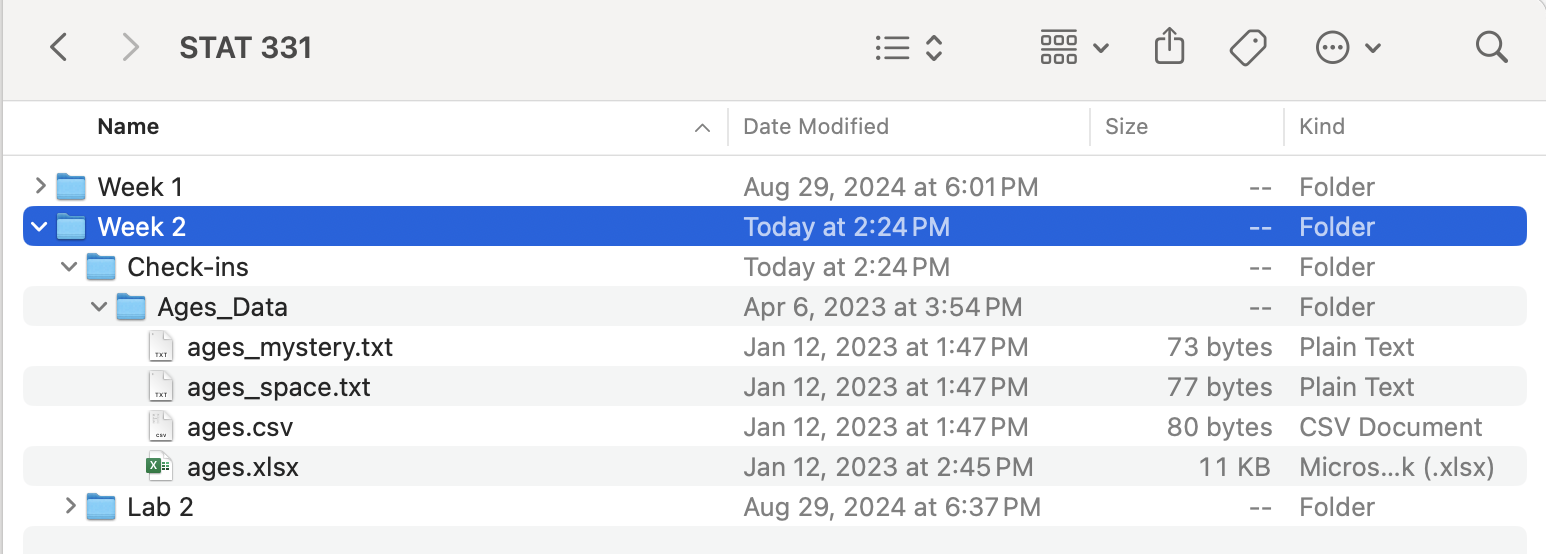 STAT 331
Name Date Modified Size Kind
Week 1 Aug 29, 2024 at 6:01 PM -- Folder
Week 2 Today at 2:24 PM -- Folder
Check-ins Today at 2:24 PM -- Folder
Ages_Data Apr 6, 2023 at 3:54 PM -- Folder
TXT ages_mystery.txt Jan 12, 2023 at 1:47 PM 73 bytes Plain Text
TXT ages_space.txt Jan 12, 2023 at 1:47 PM 77 bytes Plain Text
CSV ages.csv Jan 12, 2023 at 1:47 PM 80 bytes CSV Document
X ages.xlsx Jan 12, 2023 at 2:45 PM 11 KB Micros...k (.xlsx)
Lab 2 Aug 29, 2024 at 6:37 PM -- Folder